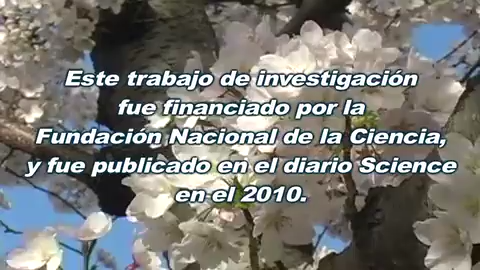 Este trabajo de investigación
fue financiado por la
Fundación Nacional de la Ciencia,
y fue publicado en el diario Science
en el 2010.